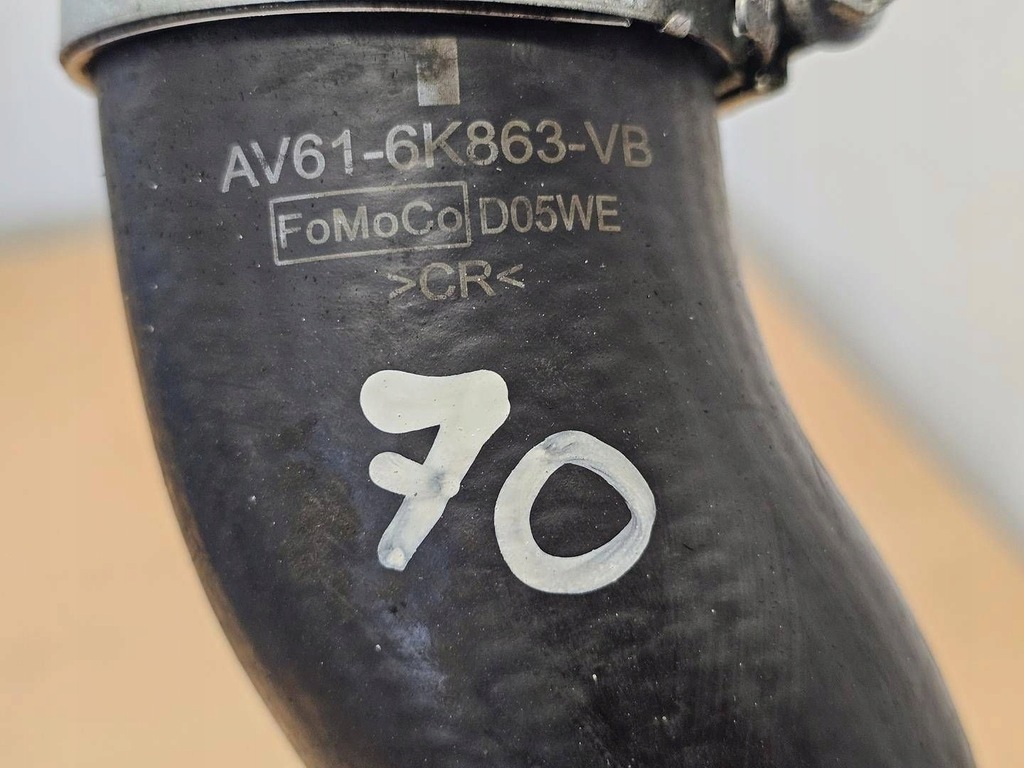 AV61-6K863-VB
FoMoCo D05WE
>CR<
70